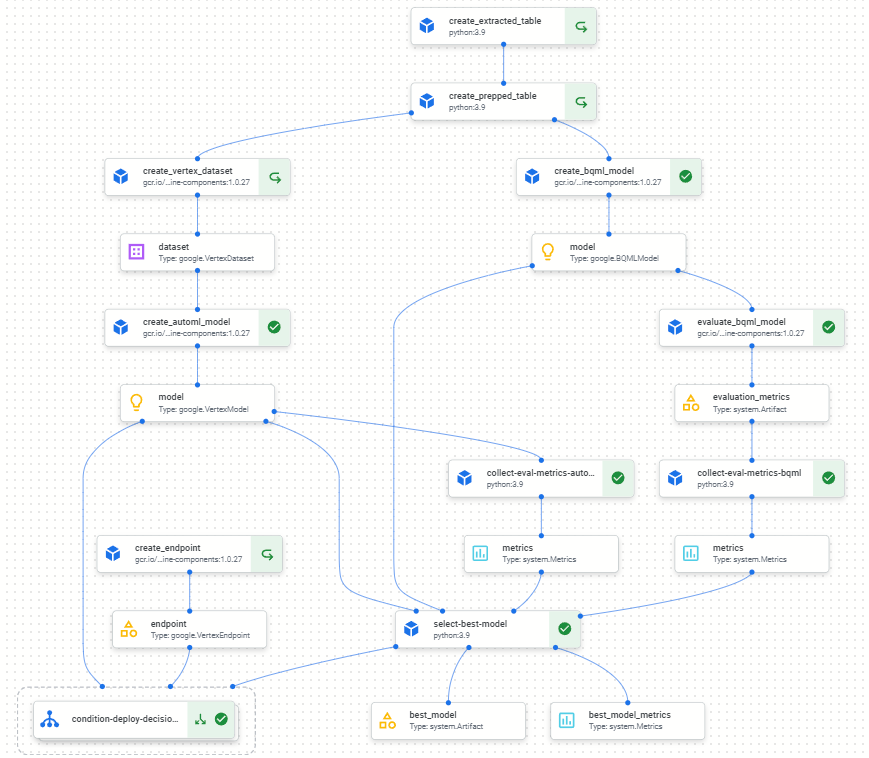 create_extracted_table
python:3.9
create_prepped_table
python:3.9
create_vertex_dataset
gcr.io/...ine-components:1.0.27
create_bqml_model
gcr.io/...ine-components:1.0.27
dataset
Type: google.VertexDataset
model
Type: google.BQMLModel
create_automl_model
gcr.io/...ine-components:1.0.27
evaluate_bqml_model
gcr.io/...ine-components:1.0.27
model
Type: google.VertexModel
evaluation_metrics
Type: system.Artifact
collect-eval-metrics-auto...
python:3.9
collect-eval-metrics-bqml
python:3.9
create_endpoint
gcr.io/...ine-components:1.0.27
metrics
Type: system.Metrics
metrics
Type: system.Metrics
endpoint
Type: google.VertexEndpoint
select-best-model
python:3.9
condition-deploy-decisio...
best_model
Type: system.Artifact
best_model_metrics
Type: system.Metrics